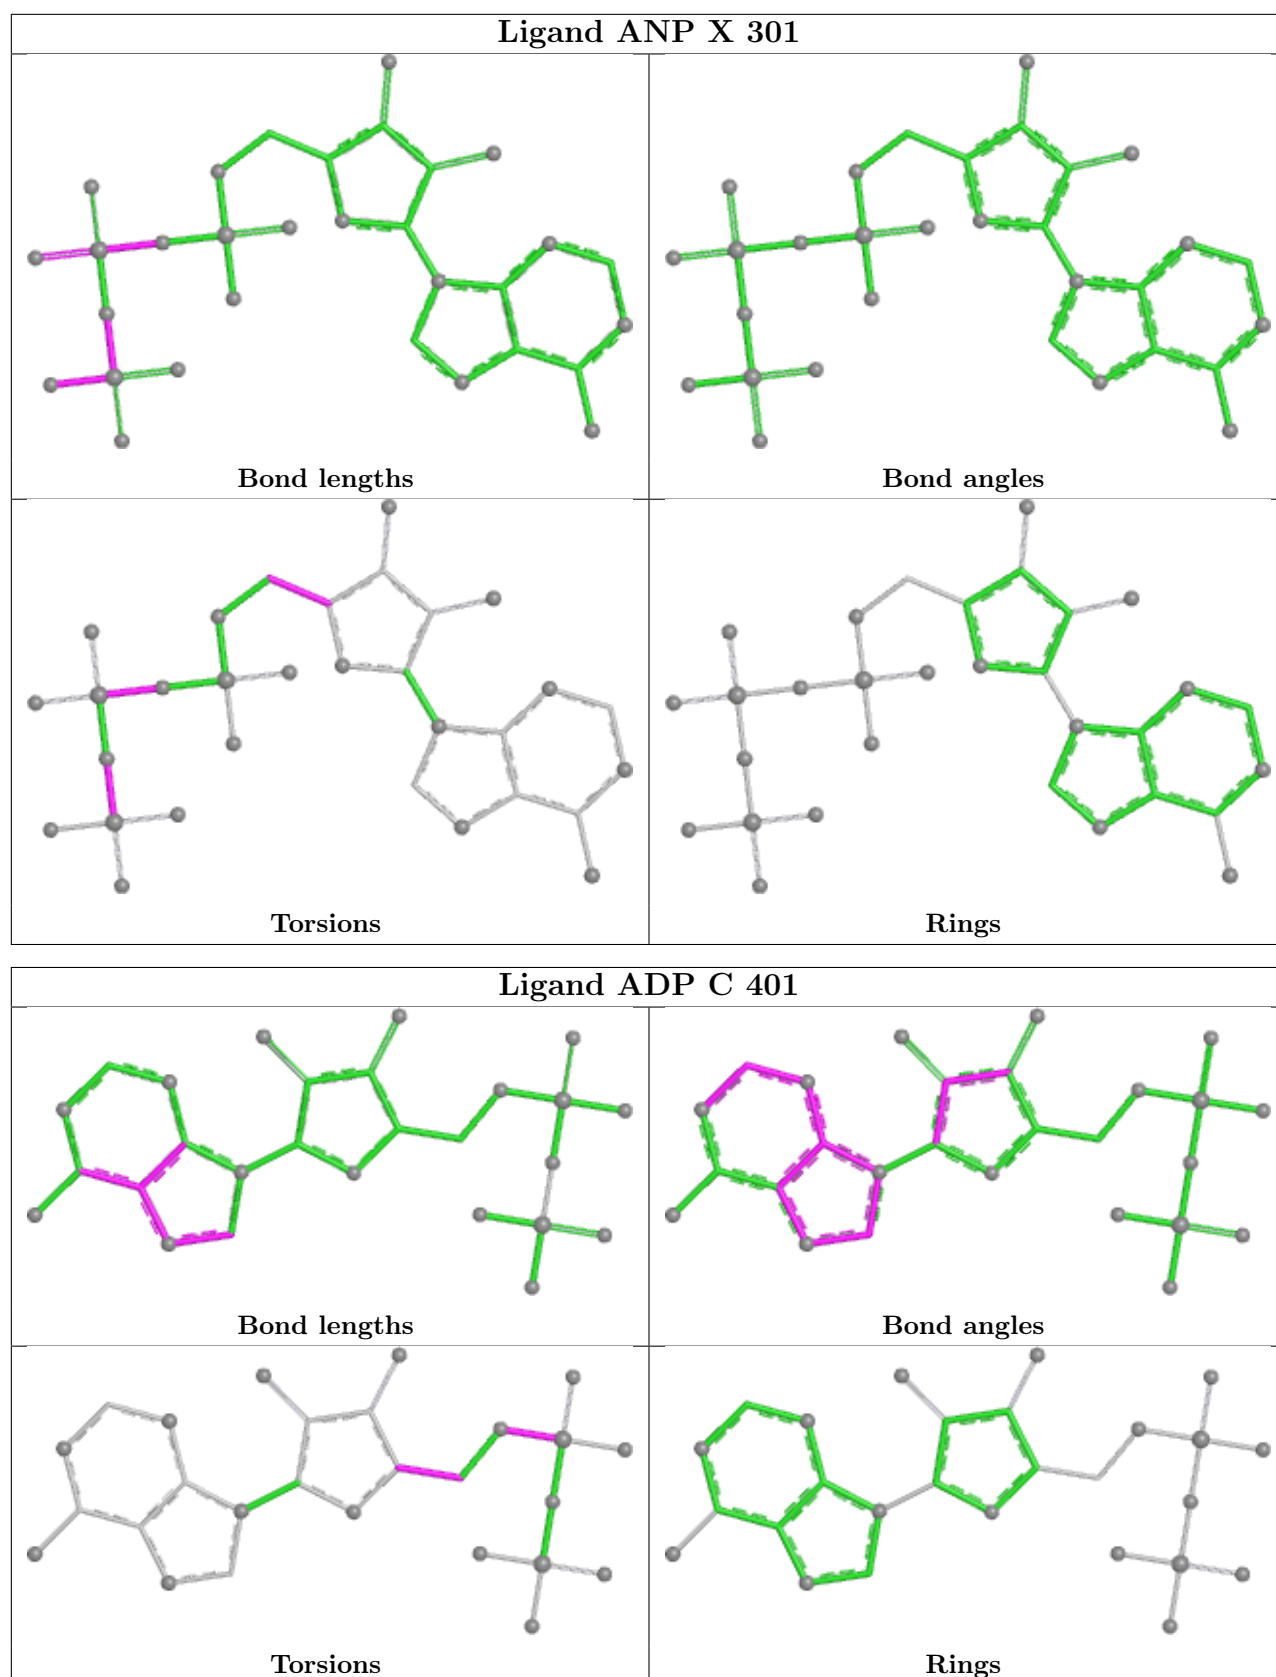 Ligand ANP X 301
Bond lengths
Bond angles
Torsions
Rings
Ligand ADP C 401
Bond lengths
Bond angles
Torsions
Rings